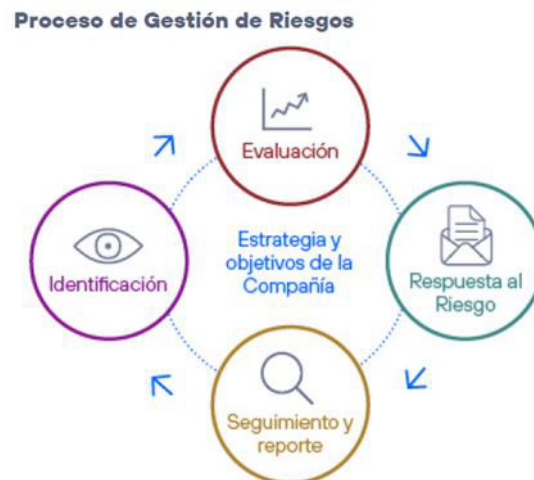 Proceso de Gestión de Riesgos
Evaluación
Identificación
Estrategia y
objetivos de la
Compañía
Respuesta al
Riesgo
Seguimiento y
reporte